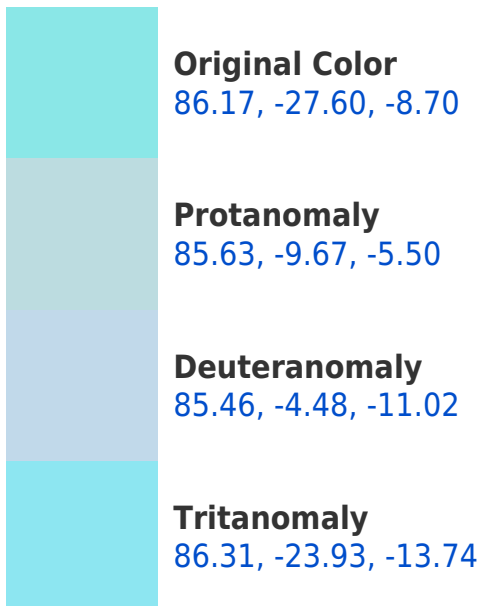 Original Color
86.17, -27.60, -8.70
Protanomaly
85.63, -9.67, -5.50
Deuteranomaly
85.46, -4.48, -11.02
Tritanomaly
86.31, -23.93, -13.74